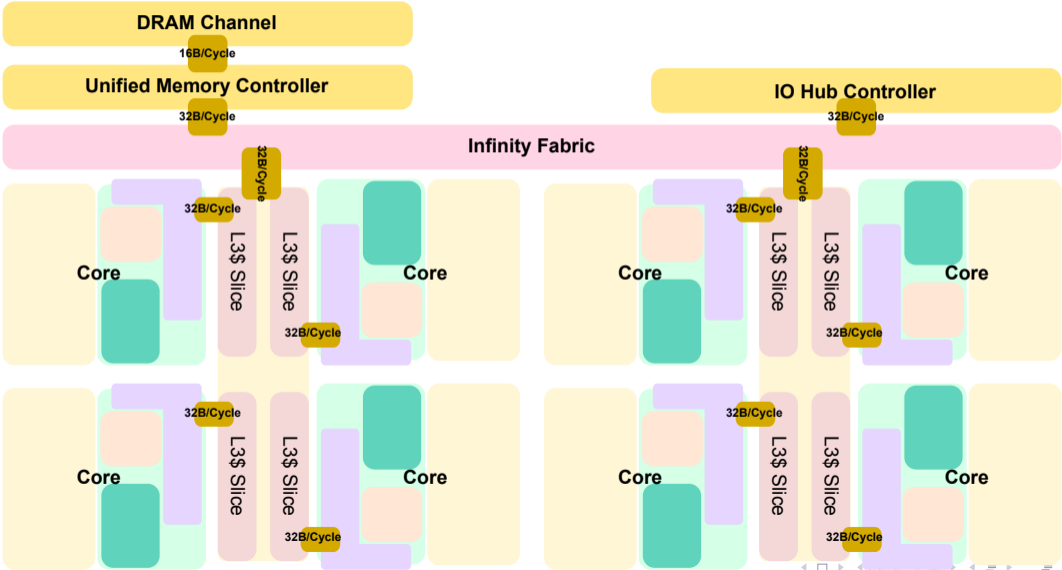 DRAM Channel
16B/Cycle
Unified Memory Controller
IO Hub Controller
32B/Cycle
32B/Cycle
Infinity Fabric
32B/Cycle
32B/Cycle
32B/Cycle
32B/Cycle
L3$ Slice
L3$ Slice
L3$ Slice
L3$ Slice
Core
Core
Core
Core
32B/Cycle
32B/Cycle
32B/Cycle
32B/Cycle
L3$ Slice
L3$ Slice
L3$ Slice
L3$ Slice
Core
Core
Core
Core
32B/Cycle
32B/Cycle